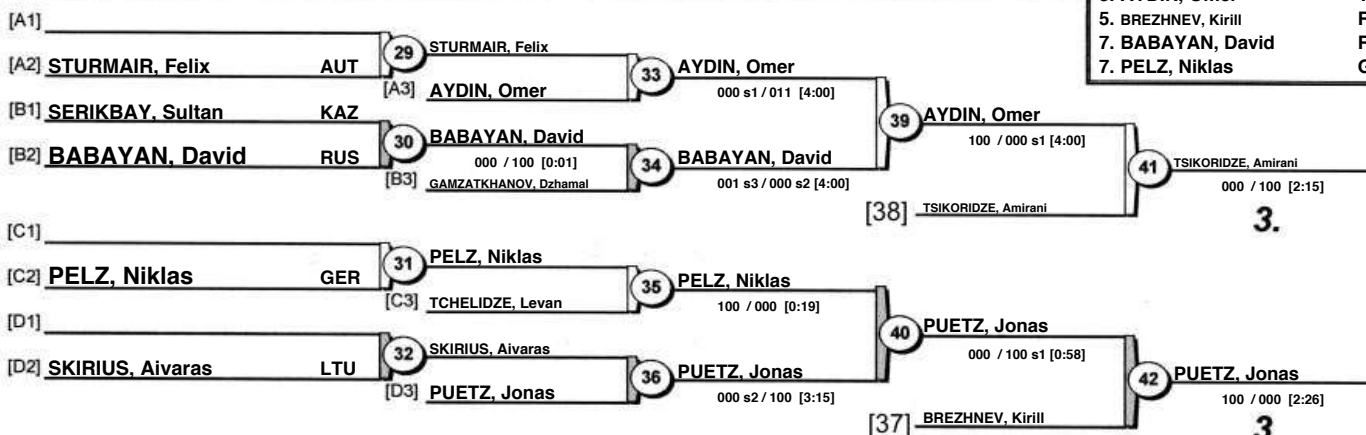 5. BREZHNEV, Kirill
7. BABAYAN, David
7. PELZ, Niklas
[A1]
29 STURMAIR, Felix
[A2] STURMAIR, Felix AUT
33 AYDIN, Omer
[A3] AYDIN, Omer
000 s1 / 011 [4:00]
[B1] SERIKBAY, Sultan KAZ
39 AYDIN, Omer
30 BABAYAN, David
100 / 000 s1 [4:00]
[B2] BABAYAN, David RUS
000 / 100 [0:01]
34 BABAYAN, David
41 TSIKORIDZE, Amirani
[B3] GAMZATKHANOV, Dzhamal
001 s3 / 000 s2 [4:00]
000 / 100 [2:15]
[38] TSIKORIDZE, Amirani
3.
[C1]
31 PELZ, Niklas
[C2] PELZ, Niklas GER
35 PELZ, Niklas
[C3] TCHELIDZE, Levan
100 / 000 [0:19]
[D1]
40 PUETZ, Jonas
32 SKIRIUS, Aivaras
000 / 100 s1 [0:58]
[D2] SKIRIUS, Aivaras LTU
36 PUETZ, Jonas
42 PUETZ, Jonas
[D3] PUETZ, Jonas
000 s2 / 100 [3:15]
100 / 000 [2:26]
[37] BREZHNEV, Kirill
3